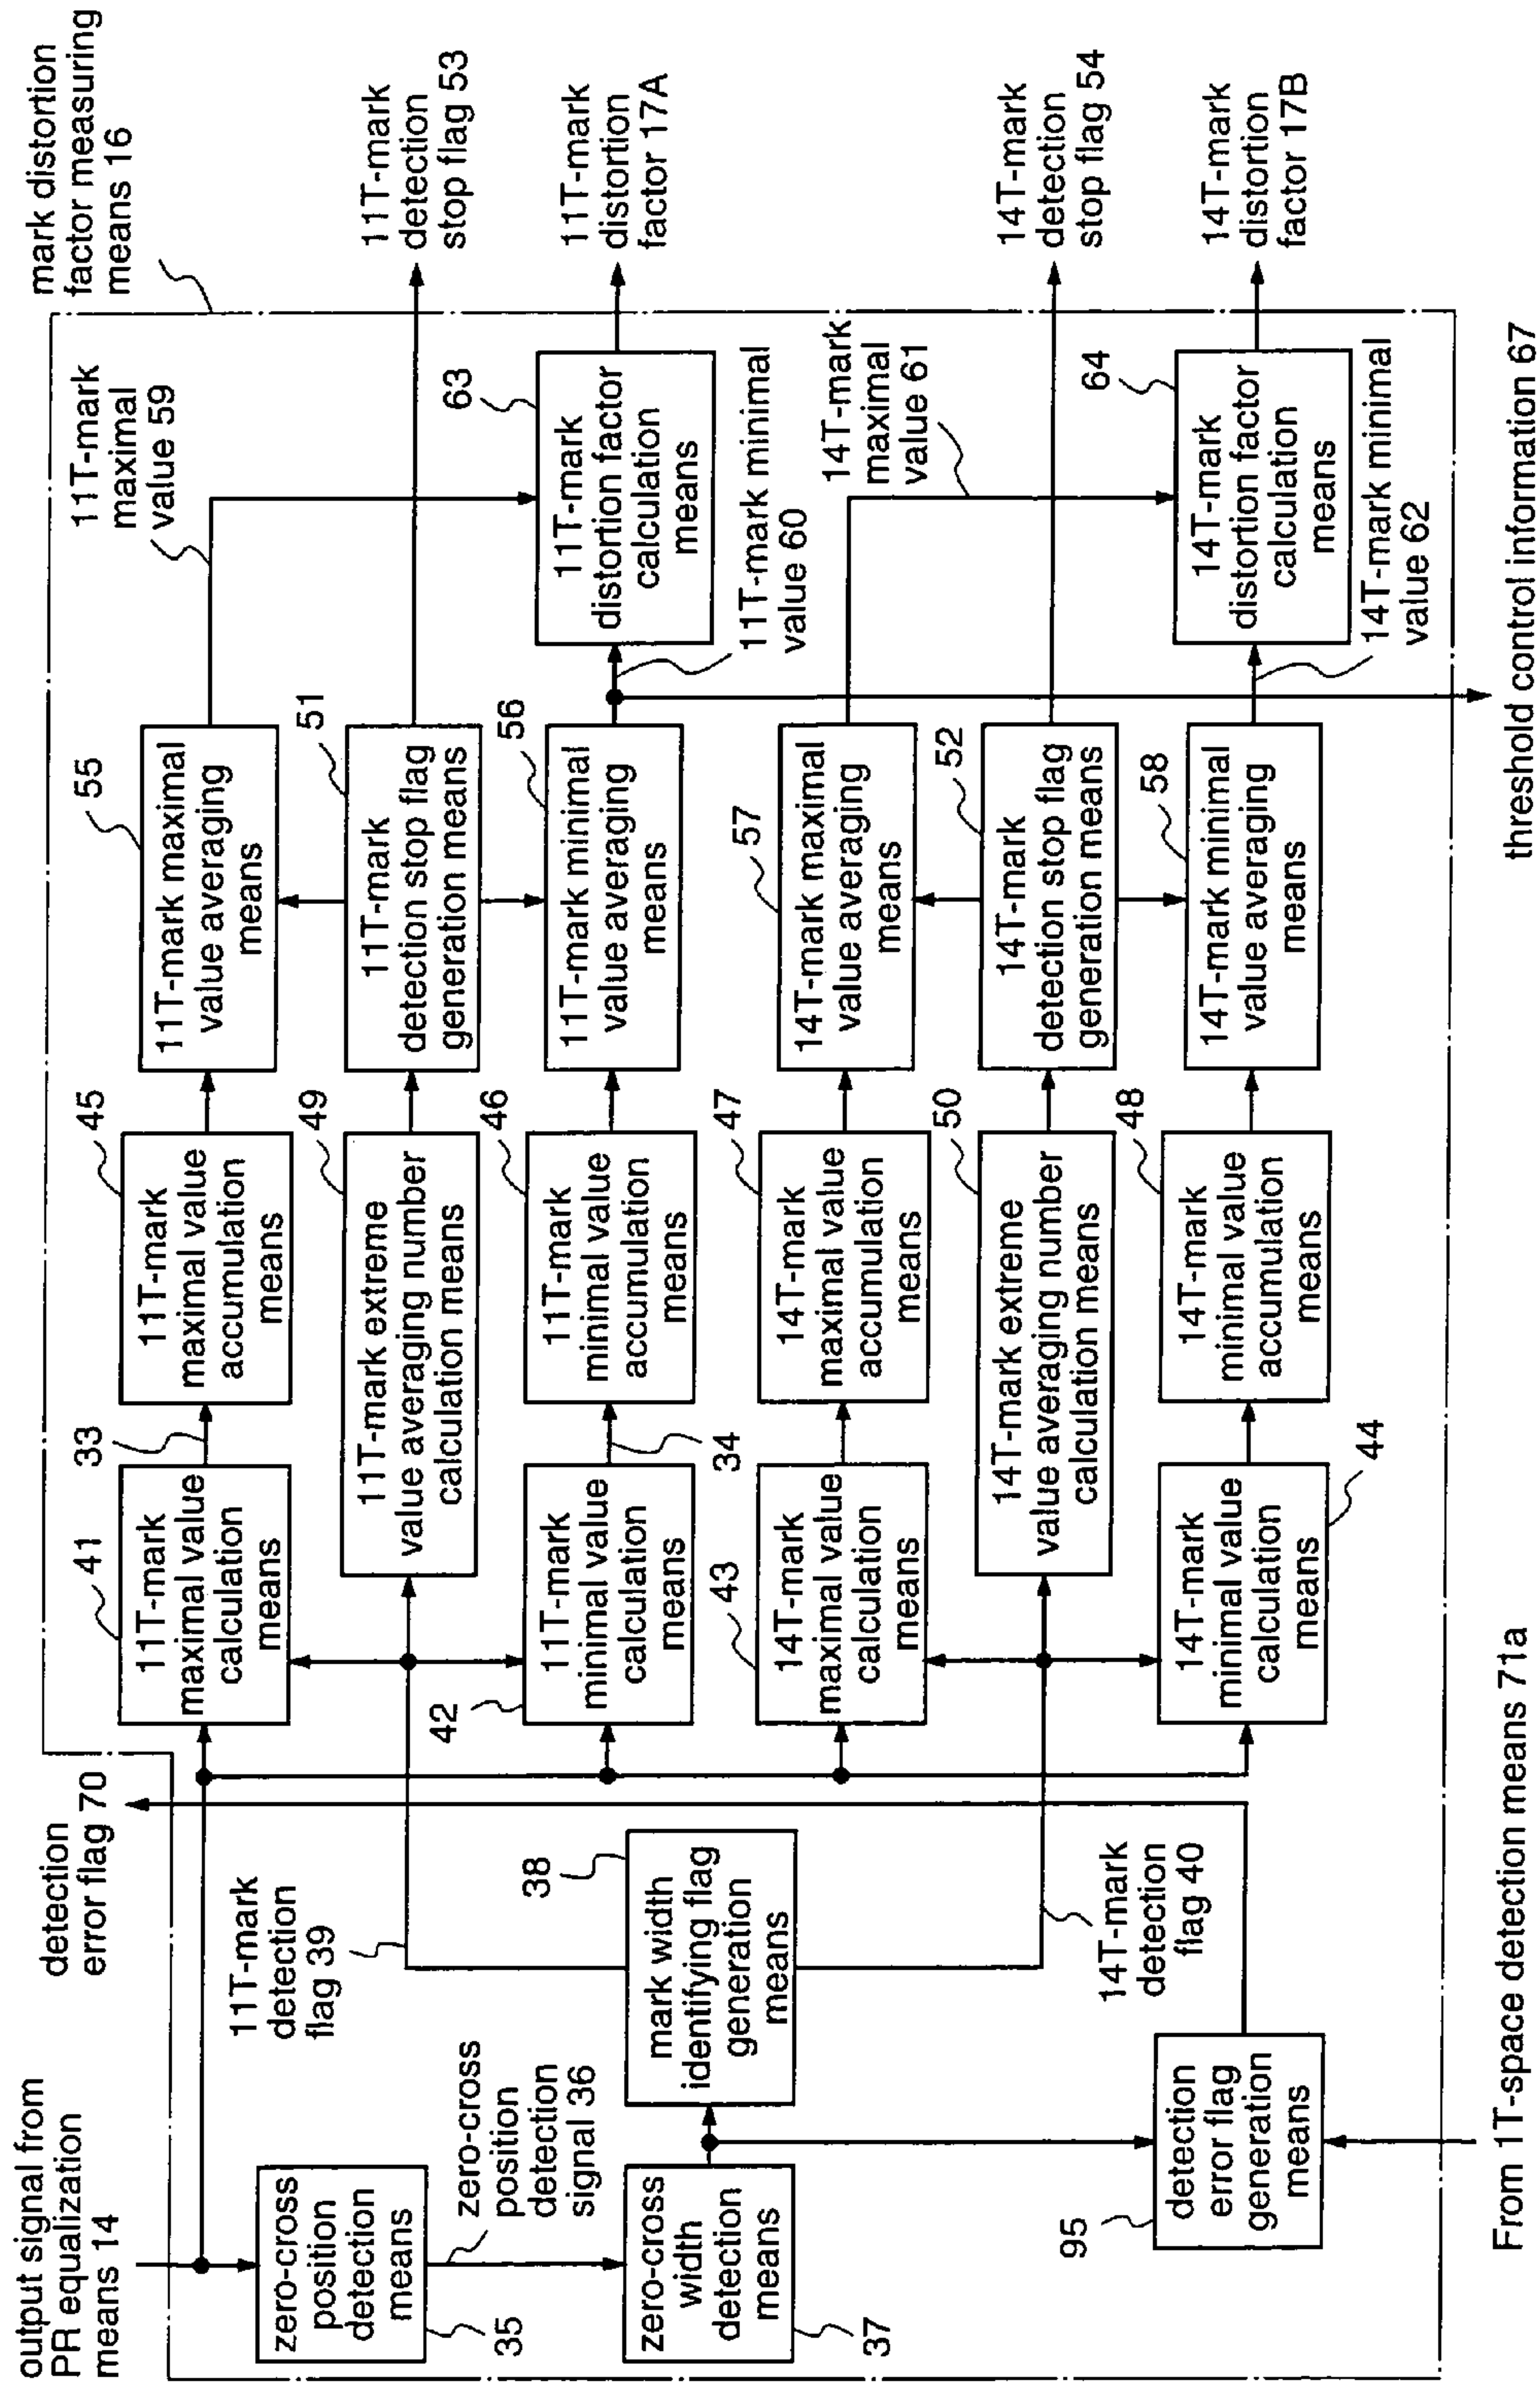 output signal from
PR equalization
means 14
detection
error flag 70
mark distortion
factor measuring
means 16
zero-cross
position
detection
means
35
zero-cross
position
detection
signal 36
zero-cross
width
detection
means
37
11T-mark
detection
flag 39
38
mark width
identifying flag
generation
means
14T-mark
detection
flag 40
95
detection
error flag
generation
means
From 1T-space detection means 71a
41
11T-mark
maximal value
calculation
means
33
45
11T-mark
maximal value
accumulation
means
55
11T-mark maximal
value averaging
means
11T-mark
maximal
value 59
49
11T-mark extreme
value averaging number
calculation means
51
11T-mark
detection stop flag
generation means
11T-mark
detection
stop flag 53
42
11T-mark
minimal value
calculation
means
34
46
11T-mark
minimal value
accumulation
means
56
11T-mark minimal
value averaging
means
11T-mark minimal
value 60
63
11T-mark
distortion factor
calculation
means
11T-mark
distortion
factor 17A
43
14T-mark
maximal value
calculation
means
47
14T-mark
maximal value
accumulation
means
57
14T-mark maximal
value averaging
means
14T-mark
maximal
value 61
50
14T-mark extreme
value averaging number
calculation means
52
14T-mark
detection stop flag
generation means
14T-mark
detection
stop flag 54
44
14T-mark
minimal value
calculation
means
48
14T-mark
minimal value
accumulation
means
58
14T-mark minimal
value averaging
means
14T-mark minimal
value 62
64
14T-mark
distortion factor
calculation
means
14T-mark
distortion
factor 17B
threshold control information 67